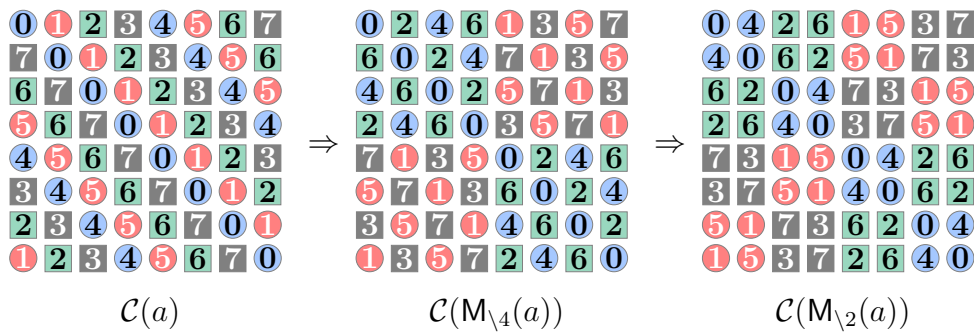 0 1 2 3 4 5 6 7 0 2 4 6 1 3 5 7 0 4 2 6 1 5 3 7
7 0 1 2 3 4 5 6 6 0 2 4 7 1 3 5 4 0 6 2 5 1 7 3
6 7 0 1 2 3 4 5 4 6 0 2 5 7 1 3 6 2 0 4 7 3 1 5
5 6 7 0 1 2 3 4 2 4 6 0 3 5 7 1 2 6 4 0 3 7 5 1
⇒ ⇒
4 5 6 7 0 1 2 3 7 1 3 5 0 2 4 6 7 3 1 5 0 4 2 6
3 4 5 6 7 0 1 2 5 7 1 3 6 0 2 4 3 7 5 1 4 0 6 2
2 3 4 5 6 7 0 1 3 5 7 1 4 6 0 2 5 1 7 3 6 2 0 4
1 2 3 4 5 6 7 0 1 3 5 7 2 4 6 0 1 5 3 7 2 6 4 0
𝒞(a) 𝒞(M\4(a)) 𝒞(M\2(a))